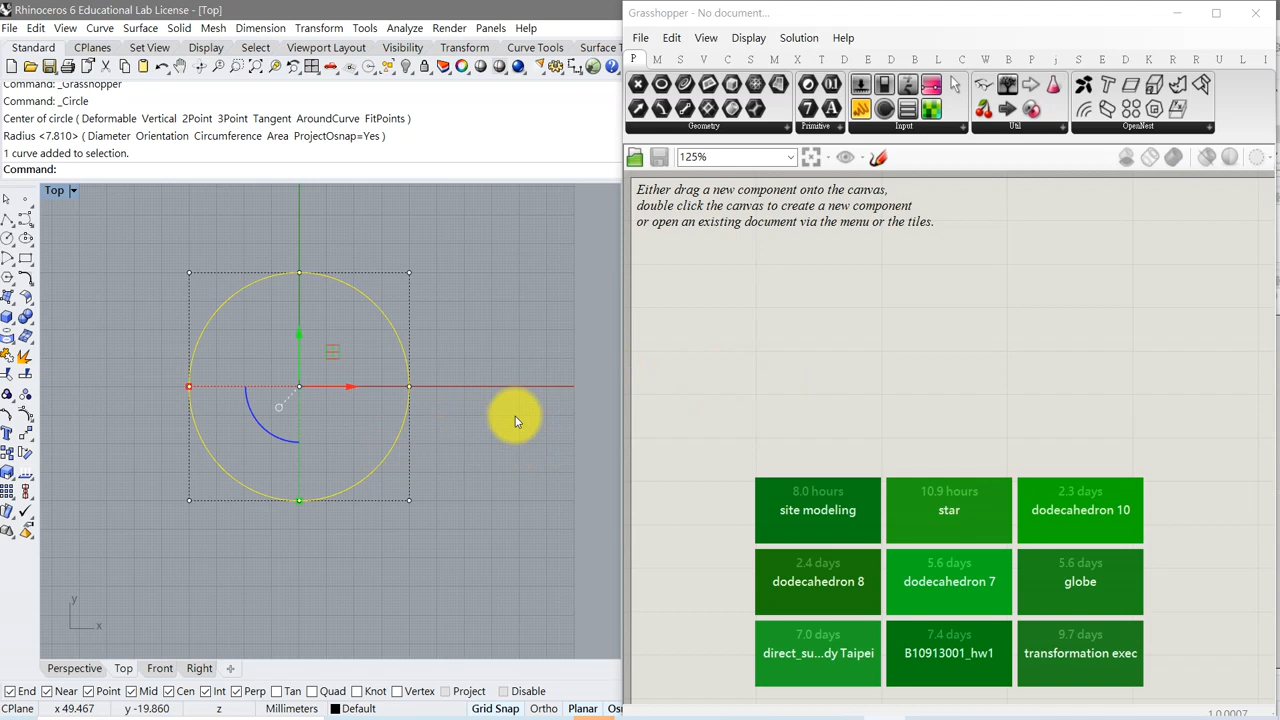 Rhinoceros 6 Educational Lab License - [Top]
File Edit View Curve Surface Solid Mesh Dimension Transform Tools Analyze Render Panels Help
Standard CPlanes Set View Display Select Viewport Layout Visibility Transform Curve Tools Surface T
Command: _Grasshopper
Command: _Circle
Center of circle ( Deformable Vertical 2Point 3Point Tangent AroundCurve FitPoints )
Radius <7.810> ( Diameter Orientation Circumference Area ProjectOsnap=Yes )
1 curve added to selection.
Command:
Top
y
x
Perspective Top Front Right
End Near Point Mid Cen Int Perp Tan Quad Knot Vertex Project Disable
CPlane x 49.467 y -19.860 z Millimeters Default Grid Snap Ortho Planar Osn
Grasshopper - No document...
File Edit View Display Solution Help
P M S V C S M I T D B L H E D A B C W S P K L U L I
Geometry Primitive Input Util OpenNest
125%
Either drag a new component onto the canvas,
double click the canvas to create a new component
or open an existing document via the menu or the tiles.
8.0 hours
site modeling
10.9 hours
star
2.3 days
dodecahedron 10
2.4 days
dodecahedron 8
5.6 days
dodecahedron 7
5.6 days
globe
7.0 days
direct_su...dy Taipei
7.4 days
B10913001_hw1
9.7 days
transformation exec
1.0.0007